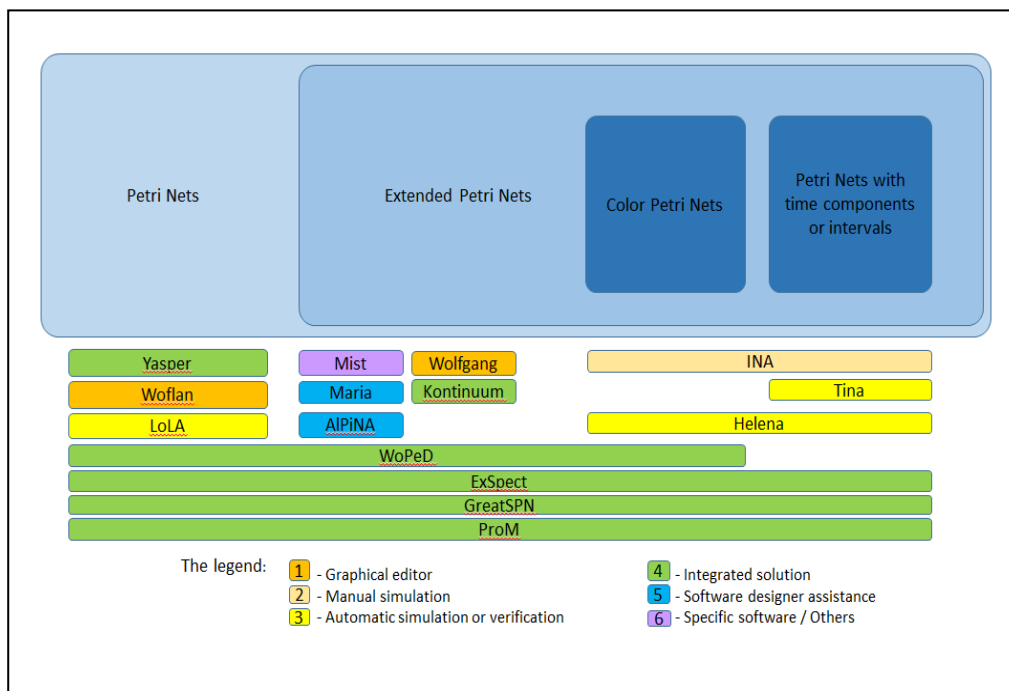 Petri Nets
Extended Petri Nets
Color Petri Nets
Petri Nets with
time components
or intervals
Yasper
Mist
Wolfgang
INA
Woflan
Maria
Kontinuum
Tina
LoLA
AlPiNA
Helena
WoPeD
ExSpect
GreatSPN
ProM
The legend:
1 - Graphical editor
2 - Manual simulation
3 - Automatic simulation or verification
4 - Integrated solution
5 - Software designer assistance
6 - Specific software / Others